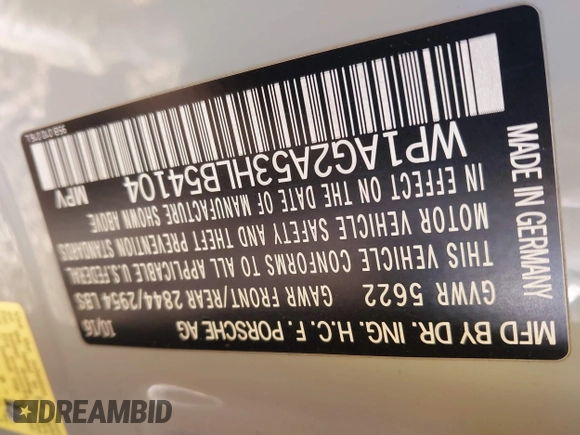 MFD BY DR. ING. H.C. F. PORSCHE AG 10/16
GVWR 5622 GAWR FRONT/REAR 2844/2954 LBS
THIS VEHICLE CONFORMS TO ALL APPLICABLE U.S. FEDERAL
MOTOR VEHICLE SAFETY AND THEFT PREVENTION STANDARDS
IN EFFECT ON THE DATE OF MANUFACTURE SHOWN ABOVE
WP1AG2A53HLB54104 MPV
MADE IN GERMANY
DREAMBID